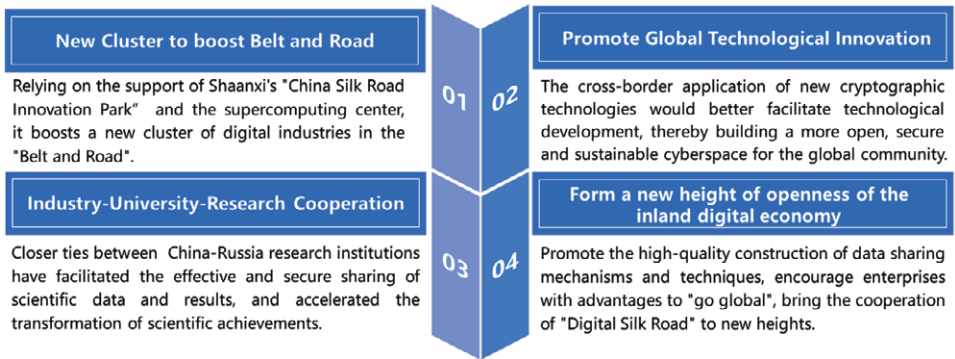 New Cluster to boost Belt and Road
Relying on the support of Shaanxi's "China Silk Road
Innovation Park” and the supercomputing center,
it boosts a new cluster of digital industries in the
"Belt and Road".
01
02
Promote Global Technological Innovation
The cross-border application of new cryptographic
technologies would better facilitate technological
development, thereby building a more open, secure
and sustainable cyberspace for the global community.
Industry-University-Research Cooperation
Closer ties between China-Russia research institutions
have facilitated the effective and secure sharing of
scientific data and results, and accelerated the
transformation of scientific achievements.
03
04
Form a new height of openness of the
inland digital economy
Promote the high-quality construction of data sharing
mechanisms and techniques, encourage enterprises
with advantages to "go global", bring the cooperation
of "Digital Silk Road" to new heights.